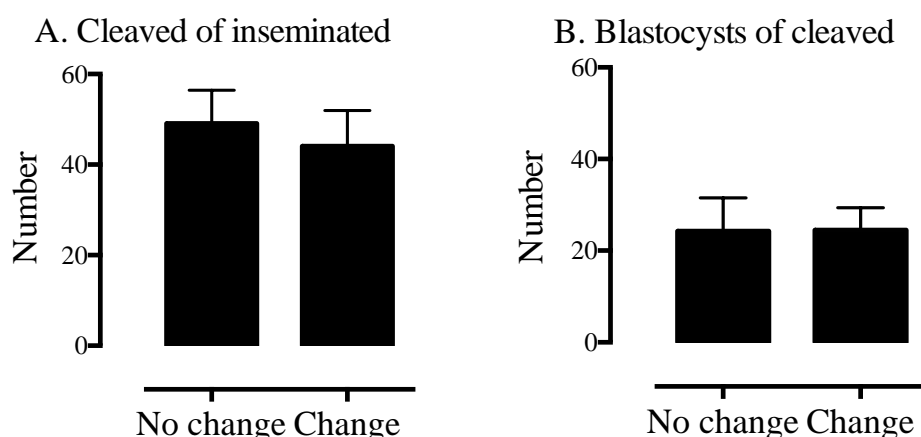 A. Cleaved of inseminated
60
40
20
0
Number
No change Change
B. Blastocysts of cleaved
60
40
20
0
Number
No change Change